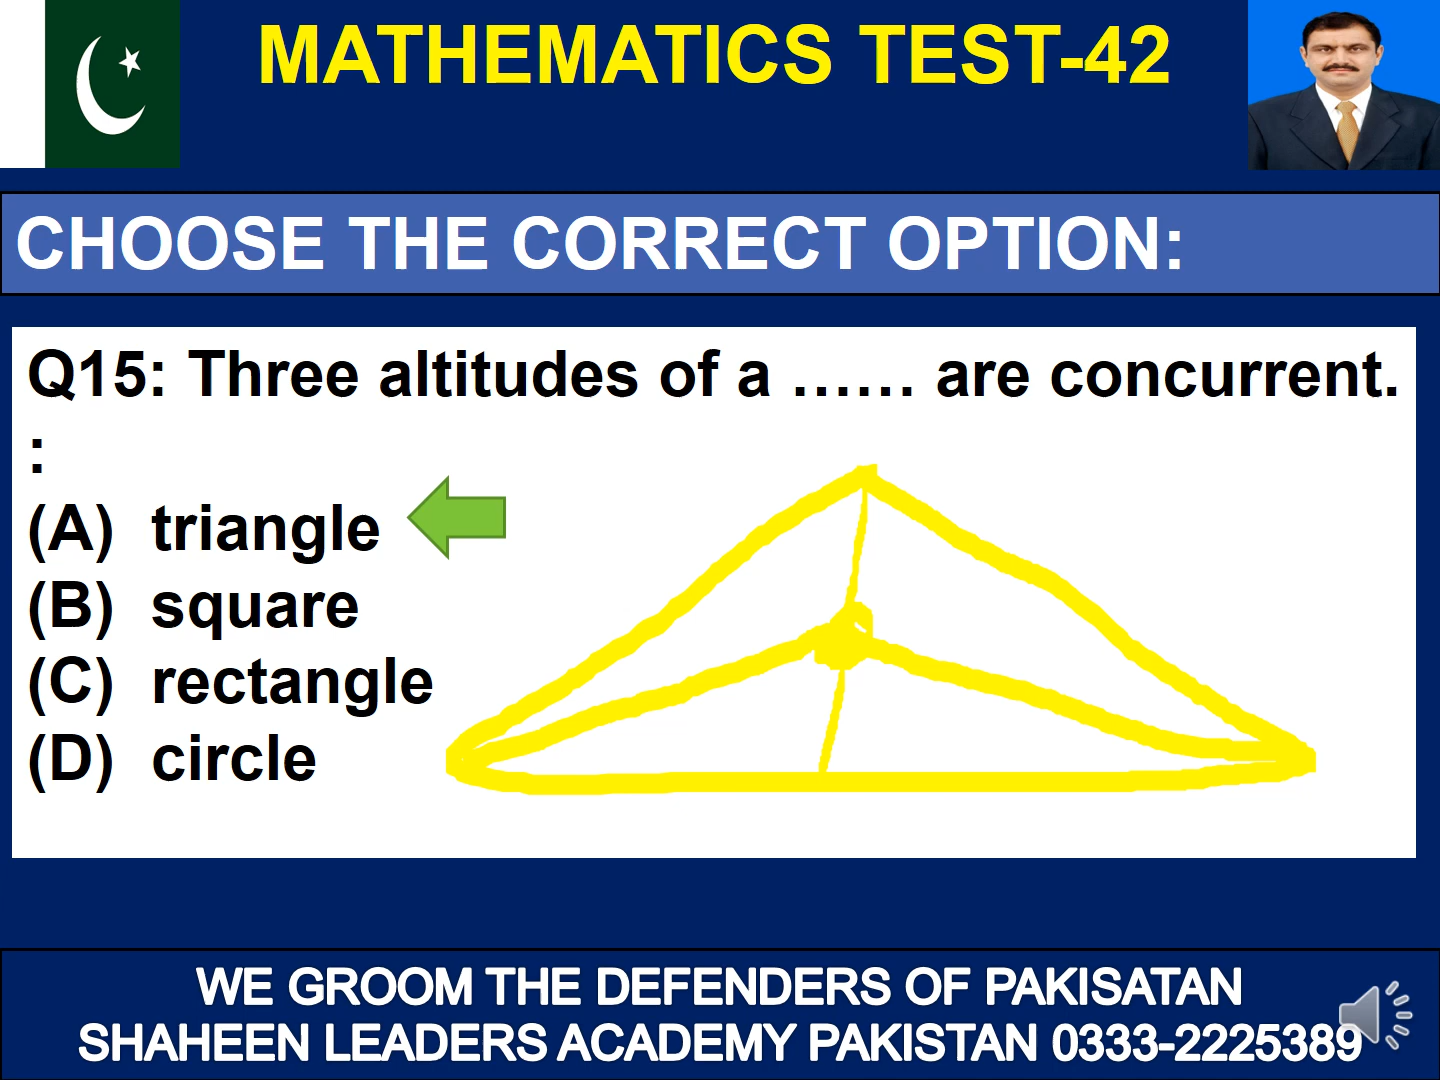 MATHEMATICS TEST-42
CHOOSE THE CORRECT OPTION:
Q15: Three altitudes of a …… are concurrent.
:
(A) triangle
(B) square
(C) rectangle
(D) circle
WE GROOM THE DEFENDERS OF PAKISATAN
SHAHEEN LEADERS ACADEMY PAKISTAN 0333-2225389